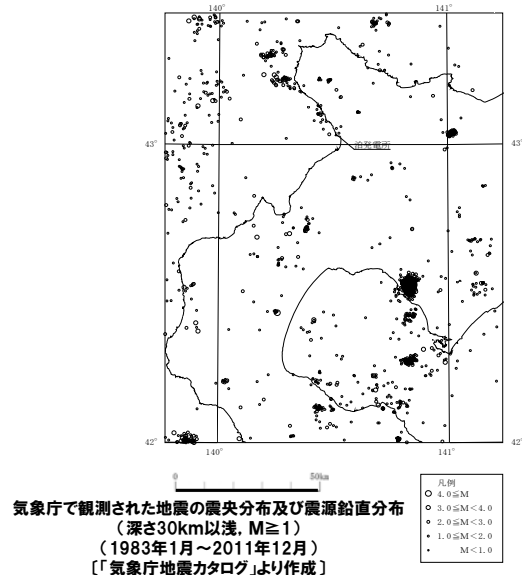 140°
141°
43°
43°
泊発電所
42°
42°
140°
141°
0
50km
気象庁で観測された地震の震央分布及び震源鉛直分布
(深さ30km以浅，M≧1)
(1983年1月～2011年12月)
［「気象庁地震カタログ」より作成］
凡例
4.0≦M
3.0≦M＜4.0
2.0≦M＜3.0
1.0≦M＜2.0
M＜1.0